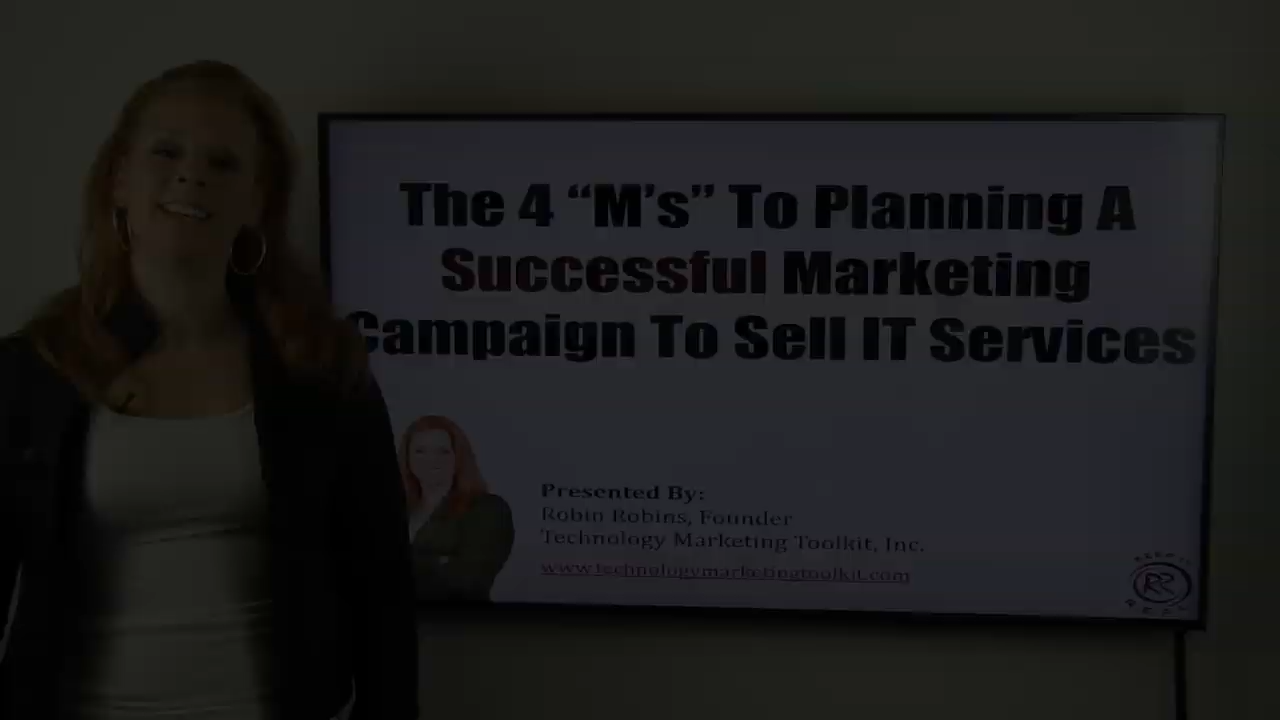 The 4 “M’s” To Planning A
Successful Marketing
Campaign To Sell IT Services
Presented By:
Robin Robins, Founder
Technology Marketing Toolkit, Inc.
www.technologymarketingtoolkit.com